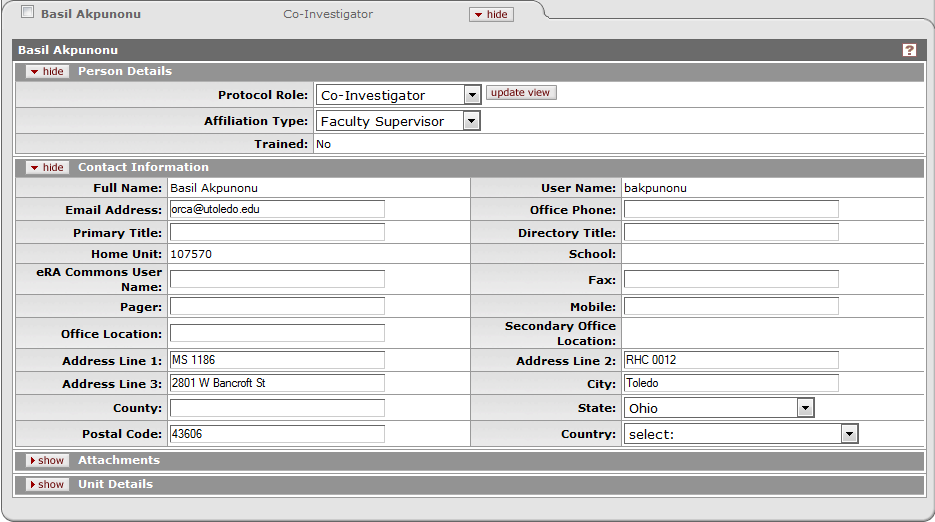 Basil Akpunonu Co-Investigator hide
Basil Akpunonu ?
hide Person Details
Protocol Role: Co-Investigator update view
Affiliation Type: Faculty Supervisor
Trained: No
hide Contact Information
Full Name: Basil Akpunonu User Name: bakpunonu
Email Address: orca@utoledo.edu Office Phone:
Primary Title: Directory Title:
Home Unit: 107570 School:
eRA Commons User
Name: Fax:
Pager: Mobile:
Office Location: Secondary Office
Location:
Address Line 1: MS 1186 Address Line 2: RHC 0012
Address Line 3: 2801 W Bancroft St City: Toledo
County: State: Ohio
Postal Code: 43606 Country: select:
show Attachments
show Unit Details